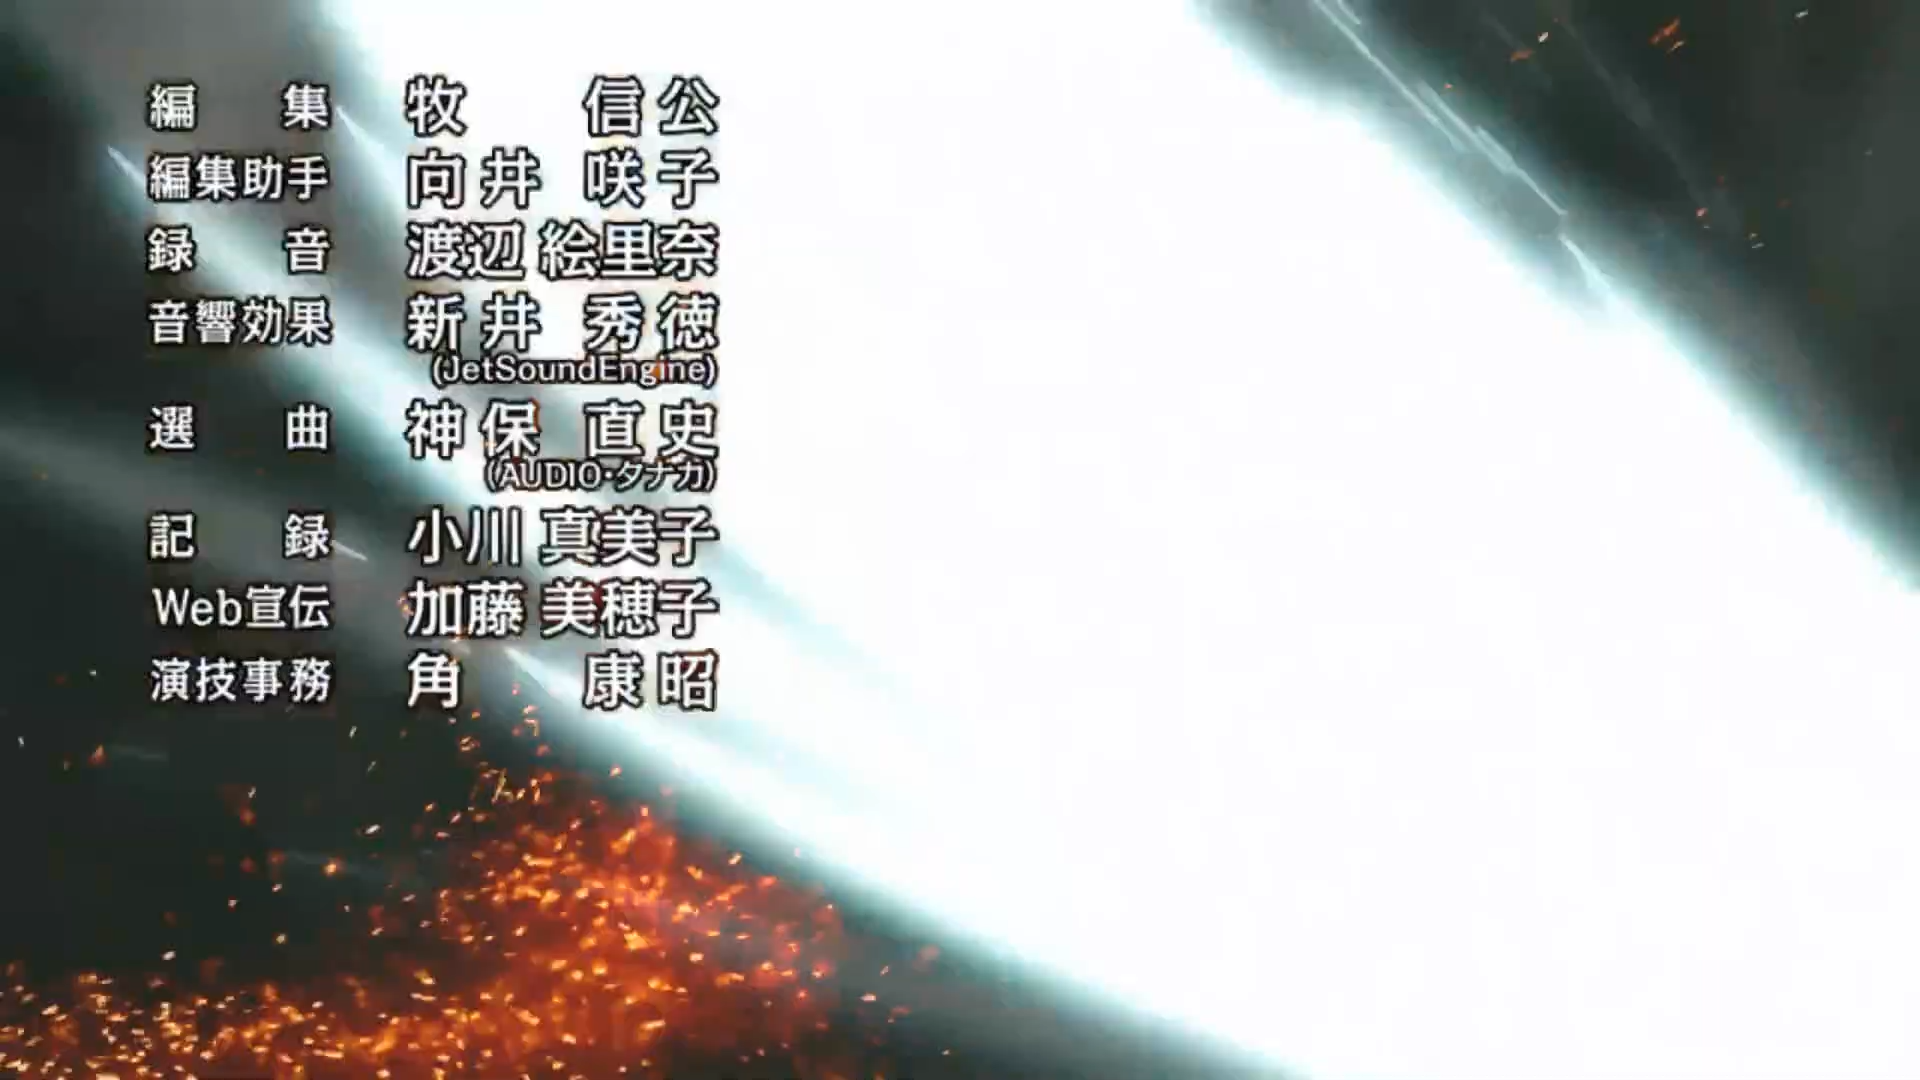 編集 牧 信公
編集助手 向井 咲子
録音 渡辺 絵里奈
音響効果 新井 秀徳
(JetSoundEngine)
選曲 神保 直史
(AUDIO・タナカ)
記録 小川 真美子
Web宣伝 加藤 美穂子
演技事務 角 康昭